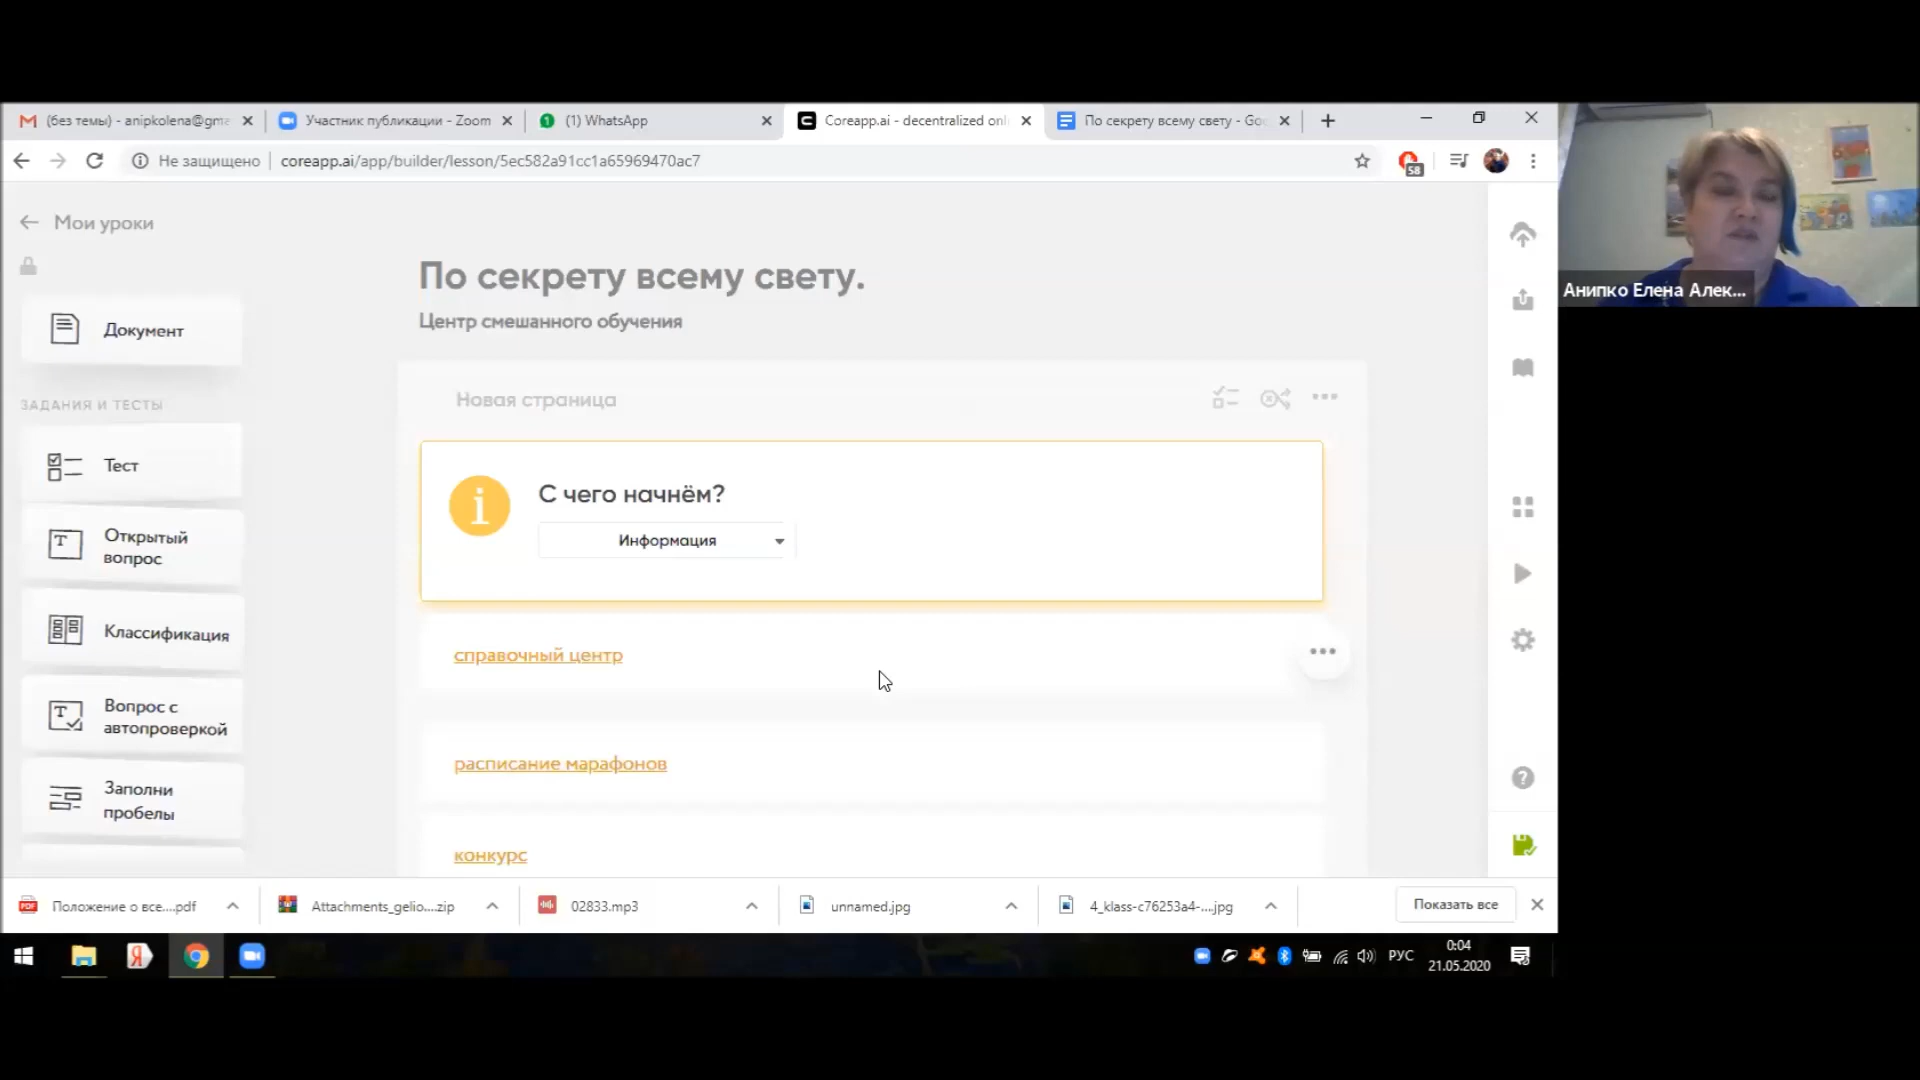 (без темы) - anipkolena@gma
Участник публикации - Zoom
(1) WhatsApp
Coreapp.ai - decentralized onl
По секрету всему свету - Goo
Не защищено
coreapp.ai/app/builder/lesson/5ec582a91cc1a65969470ac7
58
Мои уроки
По секрету всему свету.
Центр смешанного обучения
Документ
ЗАДАНИЯ И ТЕСТЫ
Новая страница
Тест
С чего начнём?
Информация
Открытый
вопрос
Классификация
справочный центр
Вопрос с
автопроверкой
расписание марафонов
Заполни
пробелы
конкурс
Анипко Елена Алек...
Положение о все....pdf
Attachments_gelio....zip
02833.mp3
unnamed.jpg
4_klass-c76253a4-....jpg
Показать все
РУС
0:04
21.05.2020